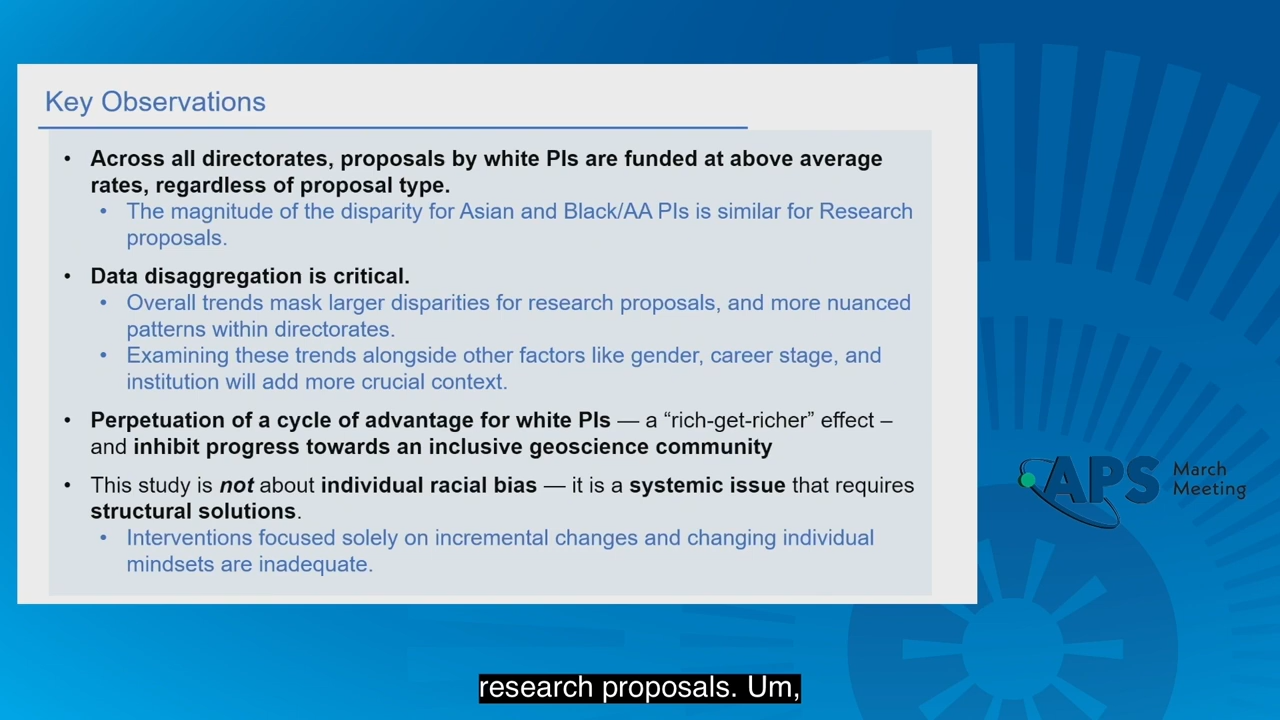 Key Observations
• Across all directorates, proposals by white PIs are funded at above average
rates, regardless of proposal type.
• The magnitude of the disparity for Asian and Black/AA PIs is similar for Research
proposals.
• Data disaggregation is critical.
• Overall trends mask larger disparities for research proposals, and more nuanced
patterns within directorates.
• Examining these trends alongside other factors like gender, career stage, and
institution will add more crucial context.
• Perpetuation of a cycle of advantage for white PIs — a “rich-get-richer” effect –
and inhibit progress towards an inclusive geoscience community
• This study is not about individual racial bias — it is a systemic issue that requires
structural solutions.
• Interventions focused solely on incremental changes and changing individual
mindsets are inadequate.
APS March
Meeting
research proposals. Um,